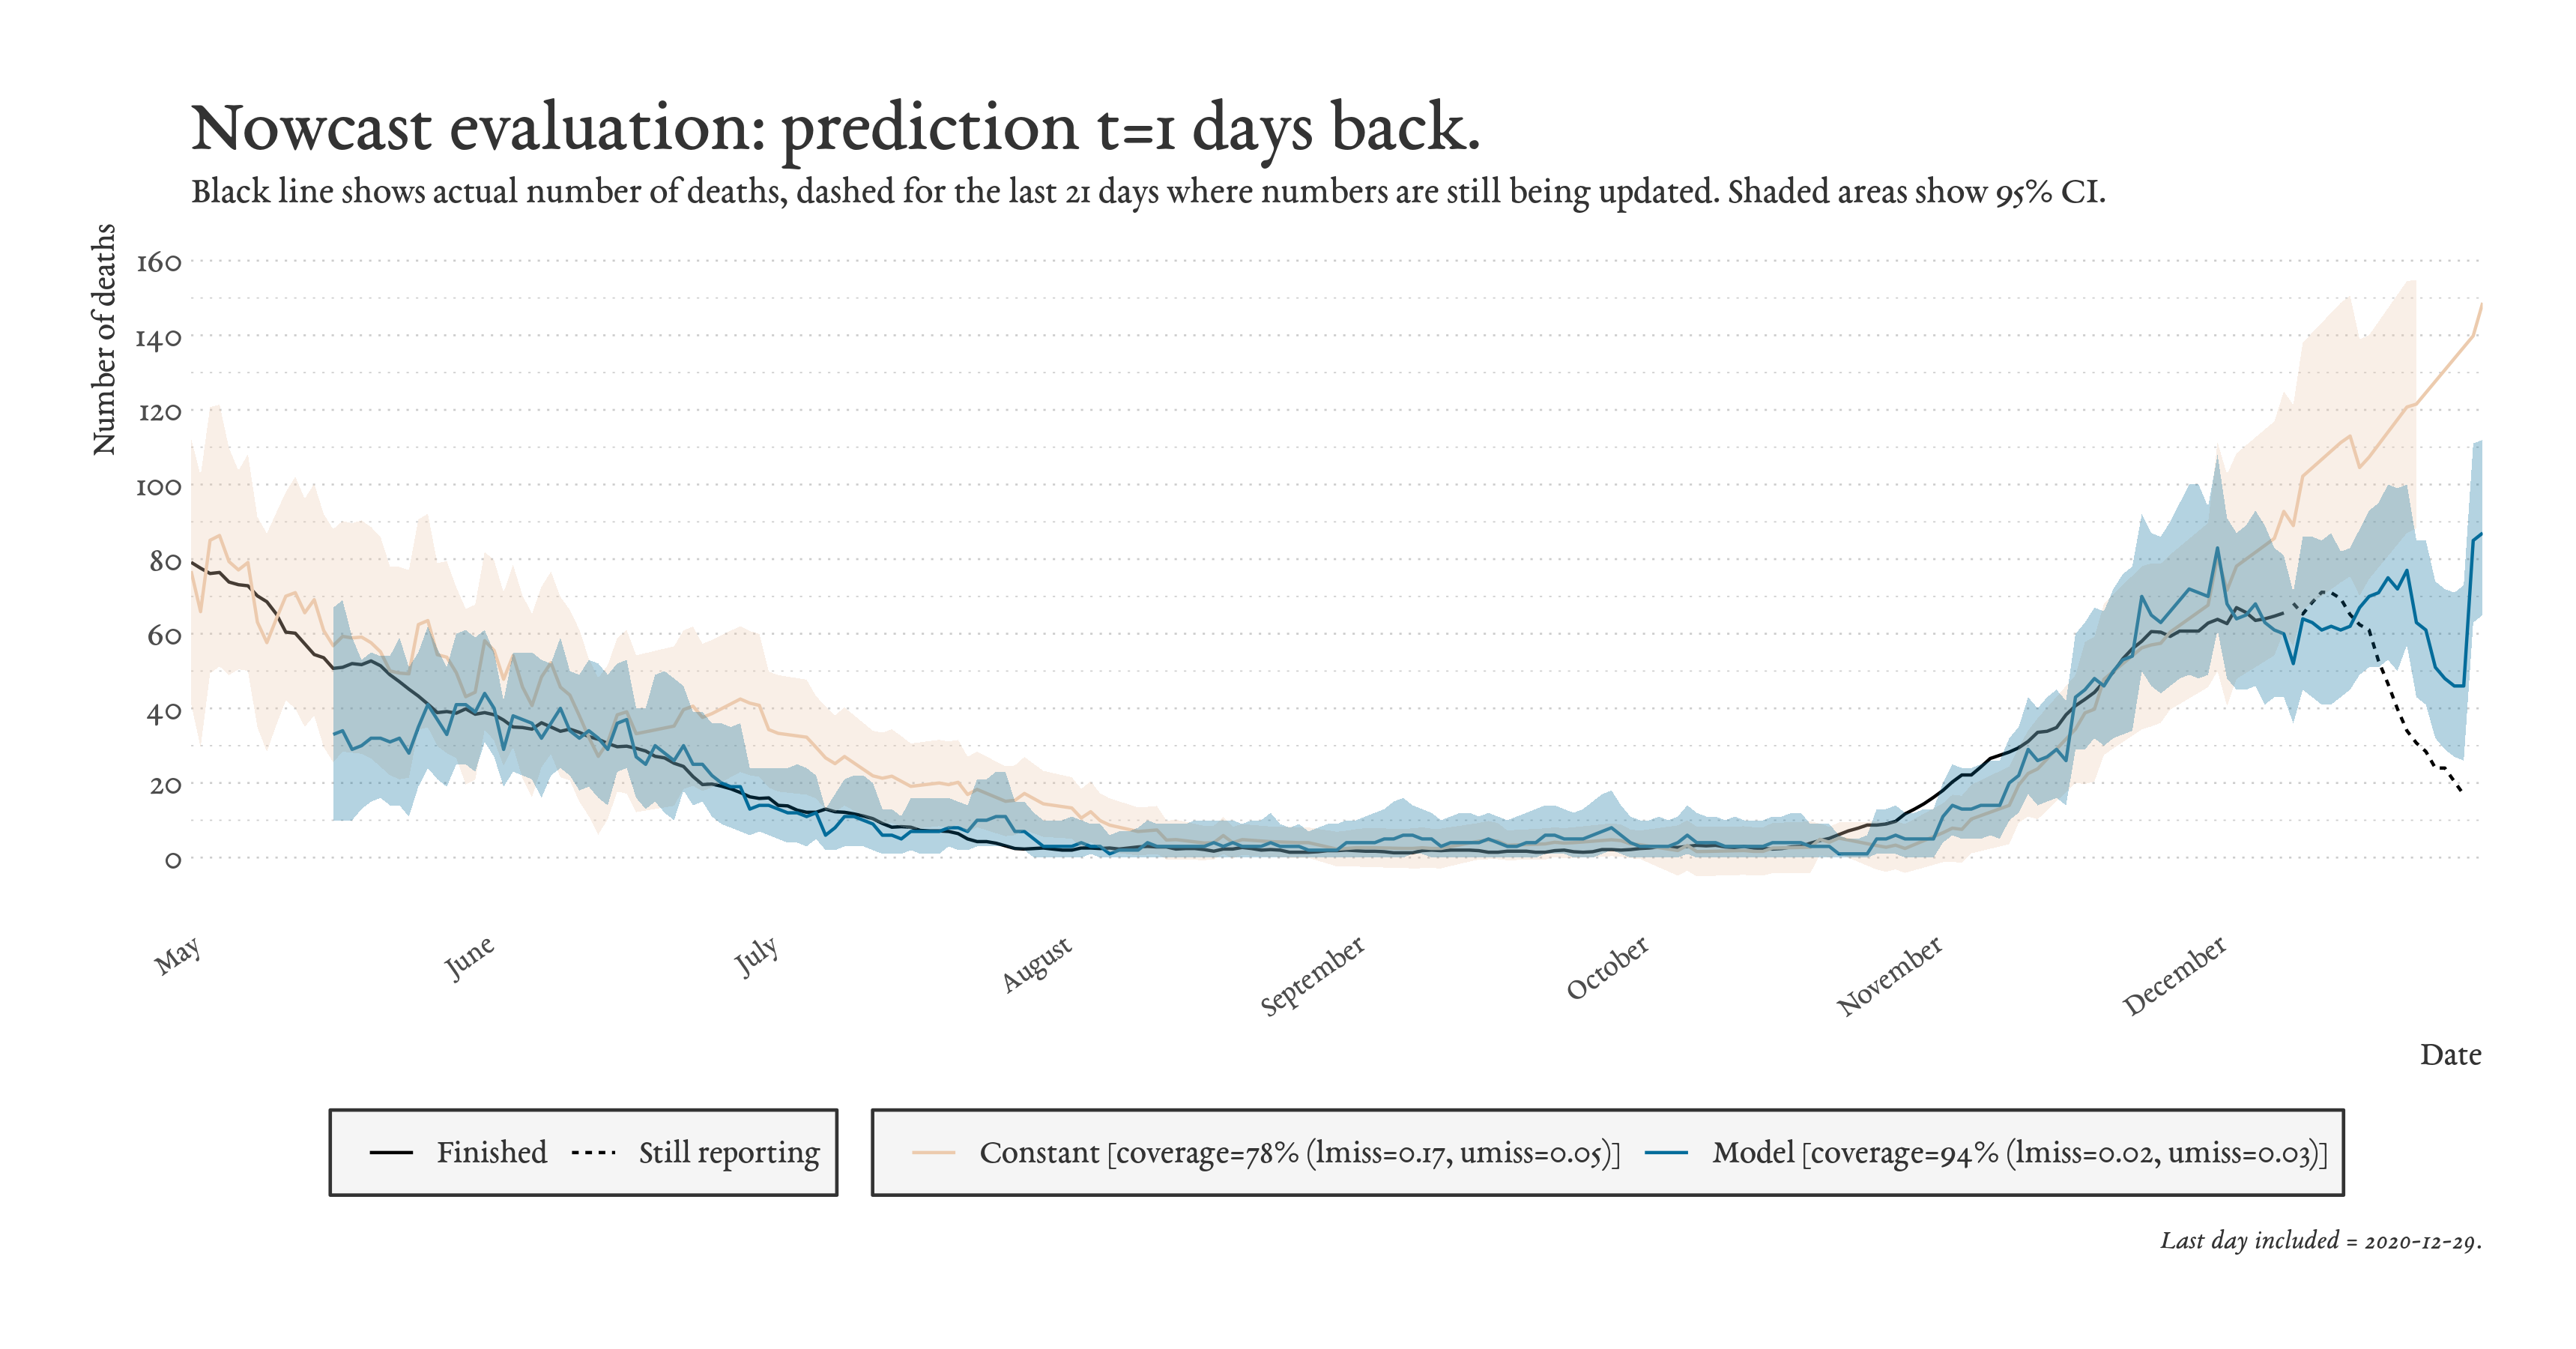 Nowcast evaluation: prediction t=1 days back.
Black line shows actual number of deaths, dashed for the last 21 days where numbers are still being updated. Shaded areas show 95% CI.
Number of deaths
160
140
120
100
80
60
40
20
0
May
June
July
August
September
October
November
December
Date
Finished
Still reporting
Constant [coverage=78% (lmiss=0.17, umiss=0.05)]
Model [coverage=94% (lmiss=0.02, umiss=0.03)]
Last day included = 2020-12-29.